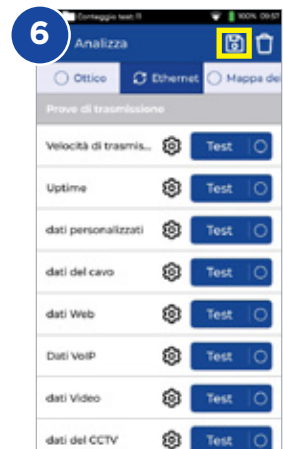 6
Conteggio test: 11
100% 09:57
Analizza
Ottico Ethernet Mappa dei
Prove di trasmissione
Velocità di trasmis... Test
Uptime Test
dati personalizzati Test
dati del cavo Test
dati Web Test
Dati VoIP Test
dati Video Test
dati del CCTV Test